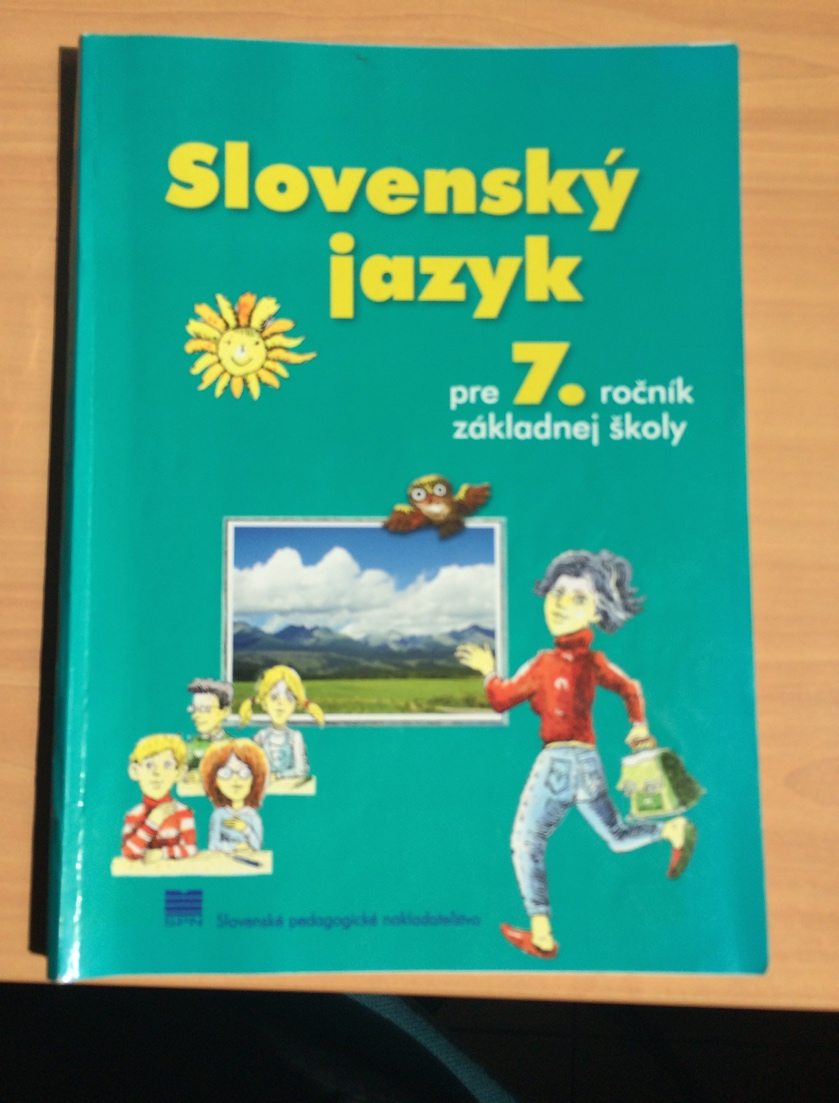 Slovenský
jazyk
pre 7. ročník
základnej školy
SPN Slovenské pedagogické nakladateľstvo